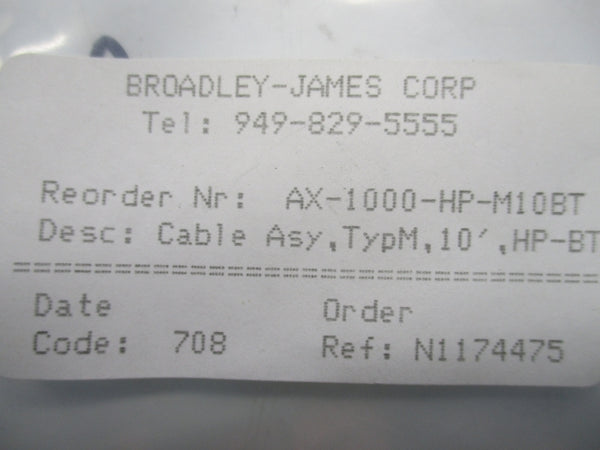 BROADLEY-JAMES CORP
Tel: 949-829-5555
Reorder Nr: AX-1000-HP-M10BT
Desc: Cable Asy,TypM,10′,HP-BT
Date Order
Code: 708 Ref: N1174475